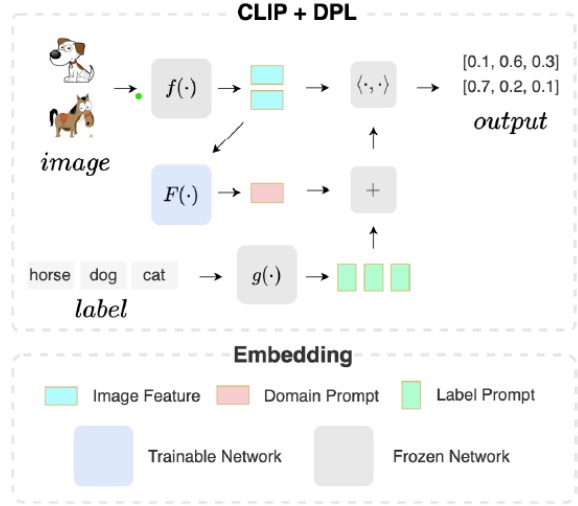 CLIP + DPL
f(·)
⟨·,·⟩
[0.1, 0.6, 0.3]
[0.7, 0.2, 0.1]
output
image
F(·)
+
horse dog cat
label
g(·)
Embedding
Image Feature
Domain Prompt
Label Prompt
Trainable Network
Frozen Network